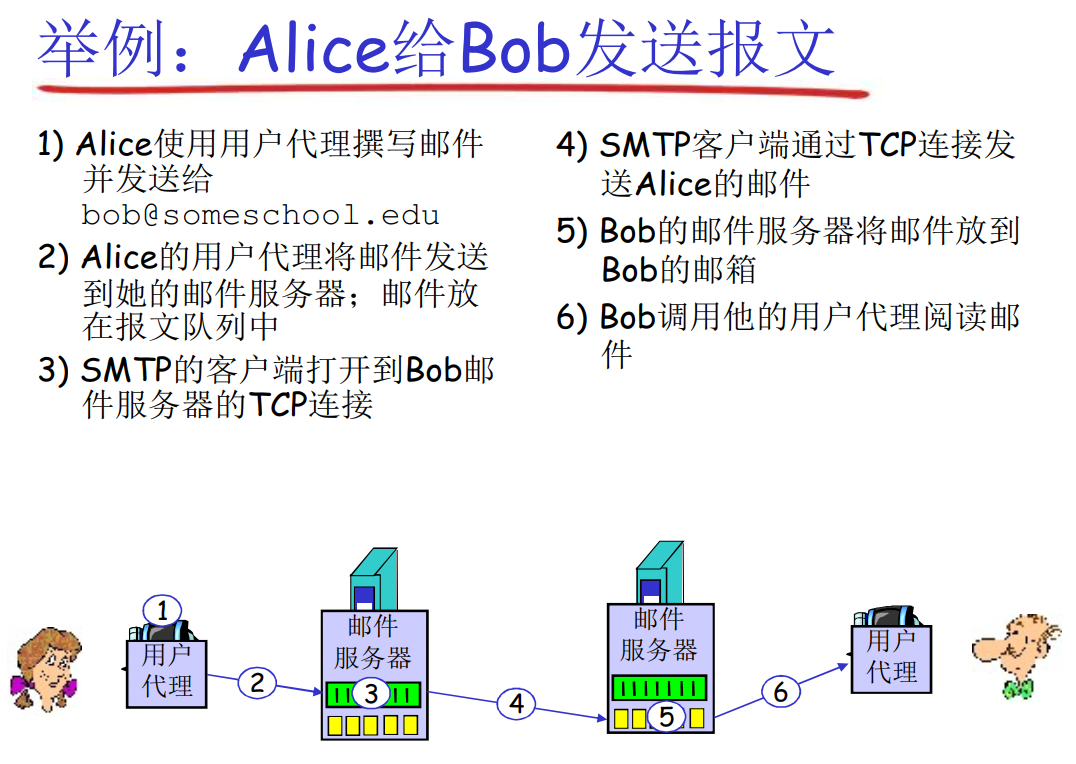 举例：Alice给Bob发送报文
1) Alice使用用户代理撰写邮件
并发送给
bob@someschool.edu
2) Alice的用户代理将邮件发送
到她的邮件服务器；邮件放
在报文队列中
3) SMTP的客户端打开到Bob邮
件服务器的TCP连接
4) SMTP客户端通过TCP连接发
送Alice的邮件
5) Bob的邮件服务器将邮件放到
Bob的邮箱
6) Bob调用他的用户代理阅读邮
件
1
用户
代理
2
邮件
服务器
3
4
邮件
服务器
5
6
用户
代理